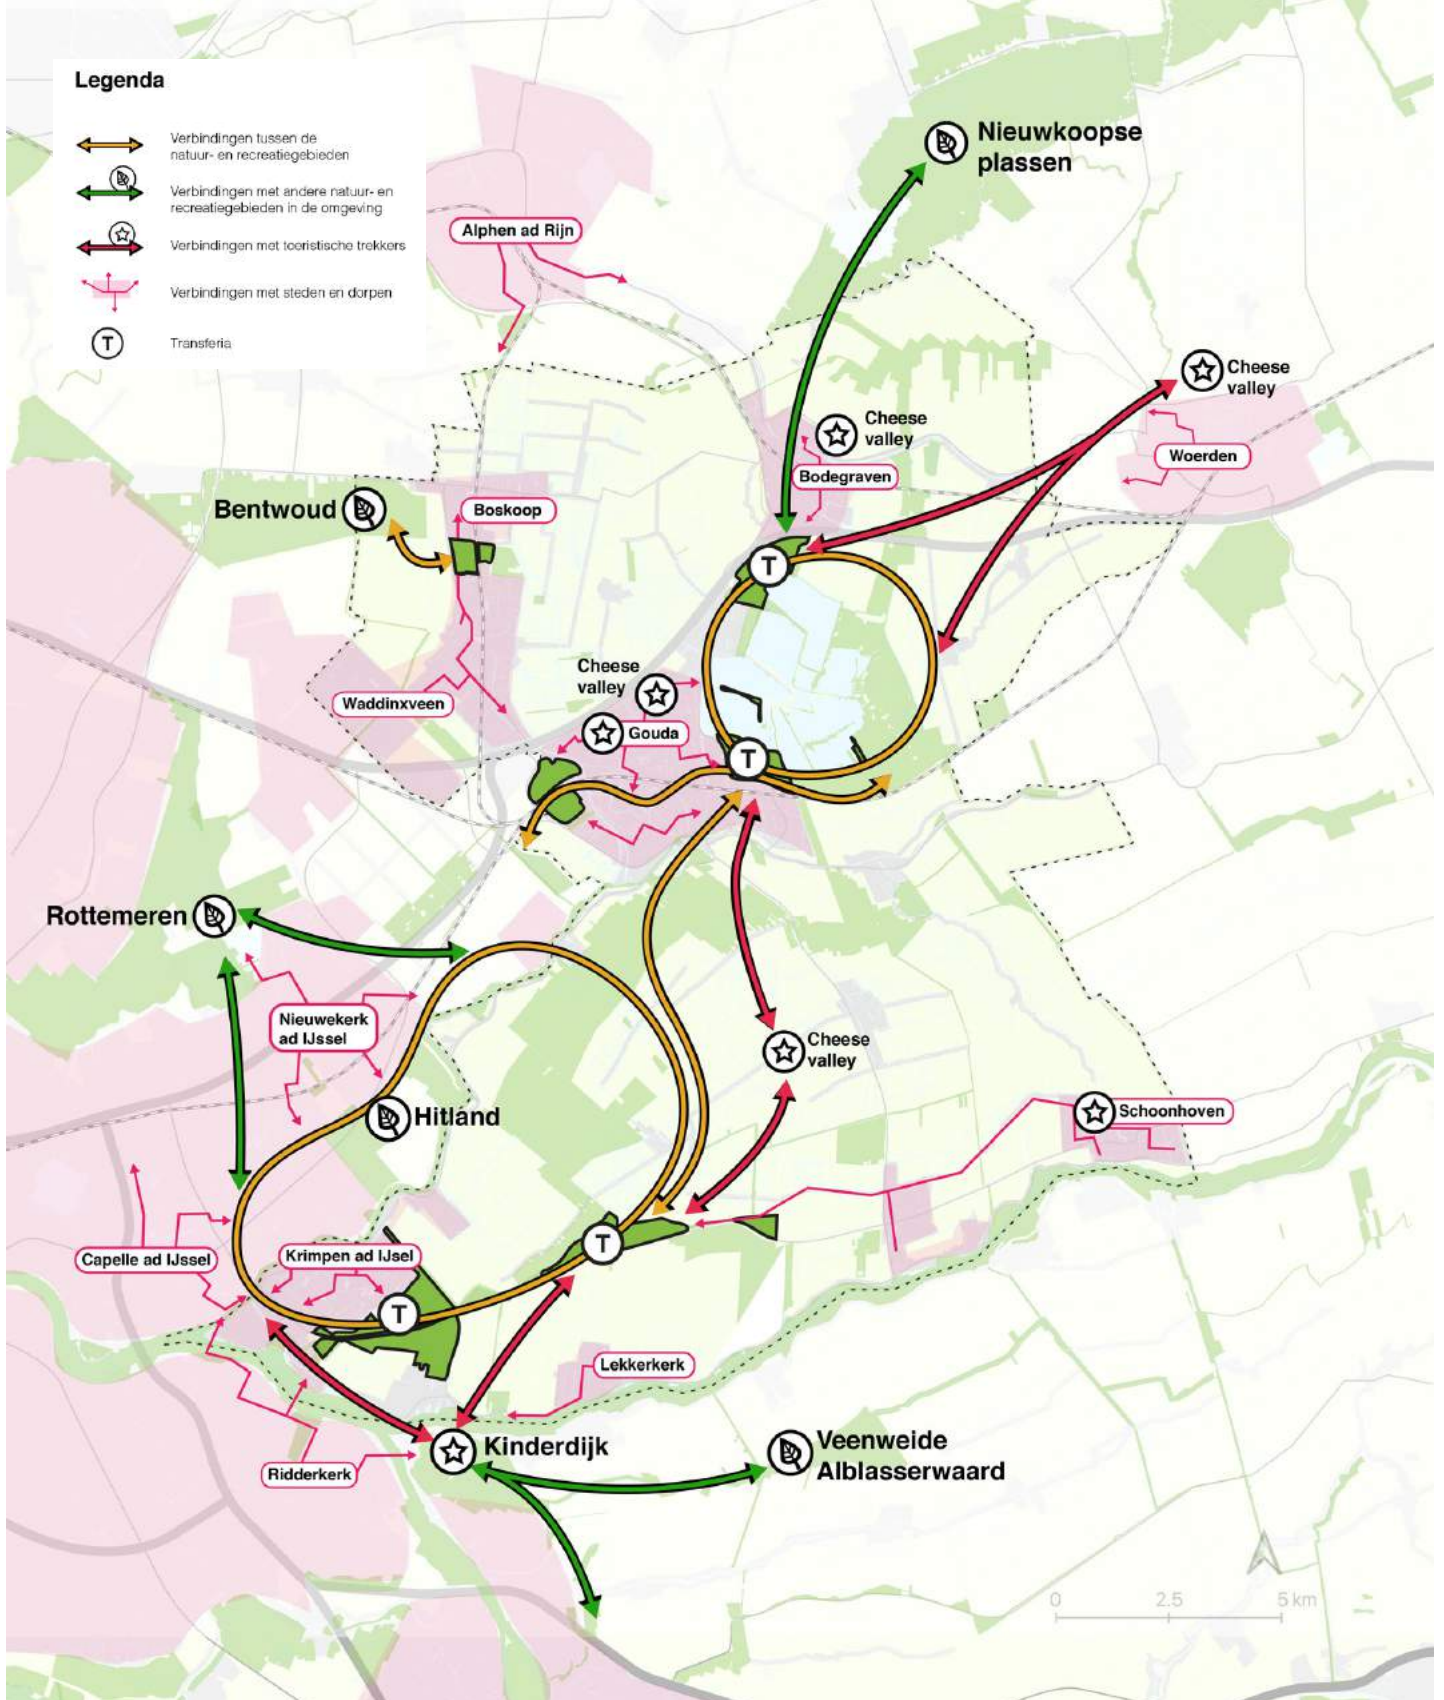 Legenda
Verbindingen tussen de
natuur- en recreatiegebieden
Verbindingen met andere natuur- en
recreatiegebieden in de omgeving
Verbindingen met toeristische trekkers
Verbindingen met steden en dorpen
T
Transferia
Nieuwkoopse
plassen
Alphen ad Rijn
Cheese
valley
Cheese
valley
Woerden
Bodegraven
Bentwoud
Boskoop
T
Cheese
valley
Waddinxveen
Gouda
T
Rottemeren
Nieuwekerk
ad IJssel
Cheese
valley
Hitland
Schoonhoven
Capelle ad IJssel
Krimpen ad IJsel
T
T
Lekkerkerk
Kinderdijk
Veenweide
Alblasserwaard
Ridderkerk
0
2.5
5 km